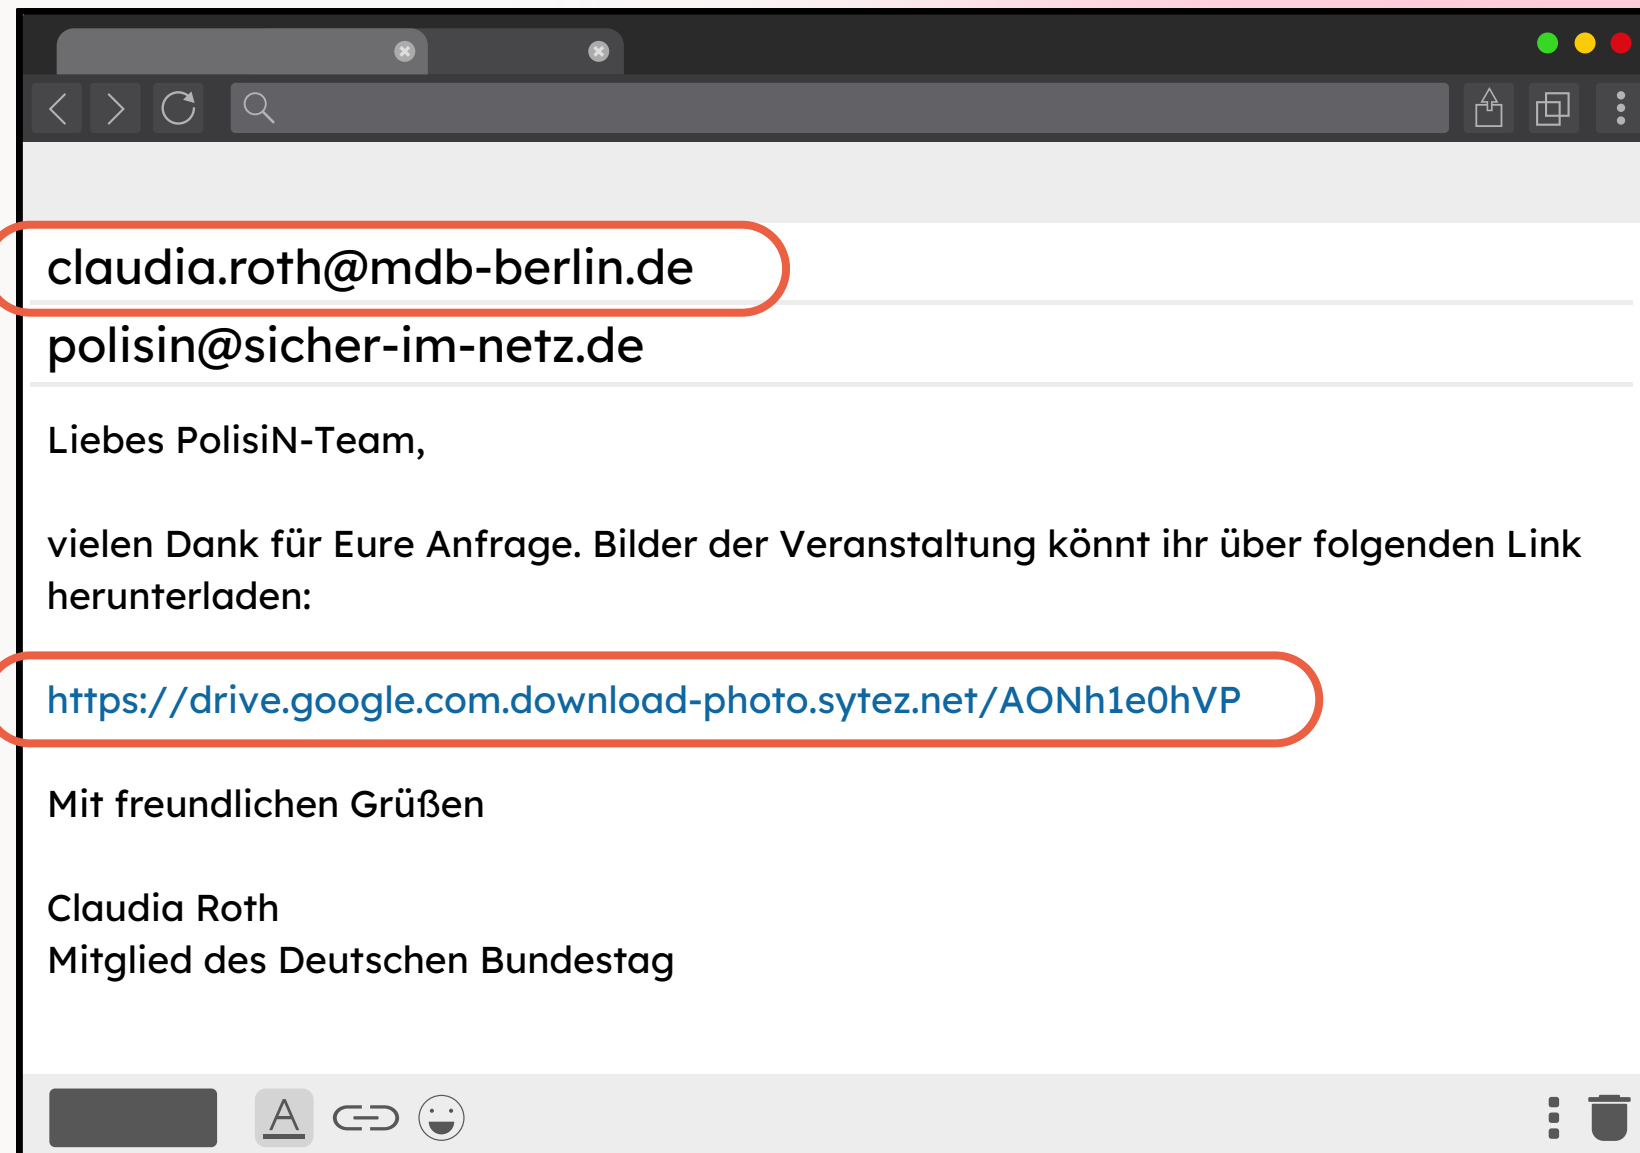 claudia.roth@mdb-berlin.de
polisin@sicher-im-netz.de
Liebes PolisiN-Team,
vielen Dank für Eure Anfrage. Bilder der Veranstaltung könnt ihr über folgenden Link
herunterladen:
https://drive.google.com.download-photo.sytez.net/AONh1e0hVP
Mit freundlichen Grüßen
Claudia Roth
Mitglied des Deutschen Bundestag
A